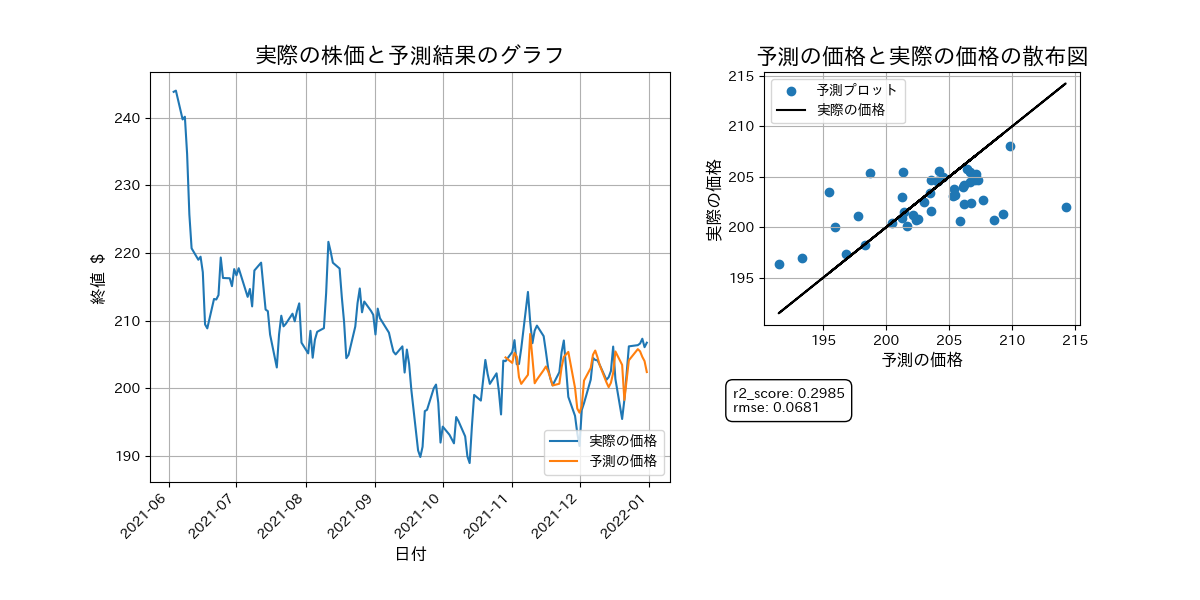 実際の株価と予測結果のグラフ
終値 $
240
230
220
210
200
190
2021-06
2021-07
2021-08
2021-09
2021-10
2021-11
2021-12
2022-01
日付
実際の価格
予測の価格
予測の価格と実際の価格の散布図
実際の価格
215
210
205
200
195
195
200
205
210
215
予測の価格
予測プロット
実際の価格
r2_score: 0.2985
rmse: 0.0681